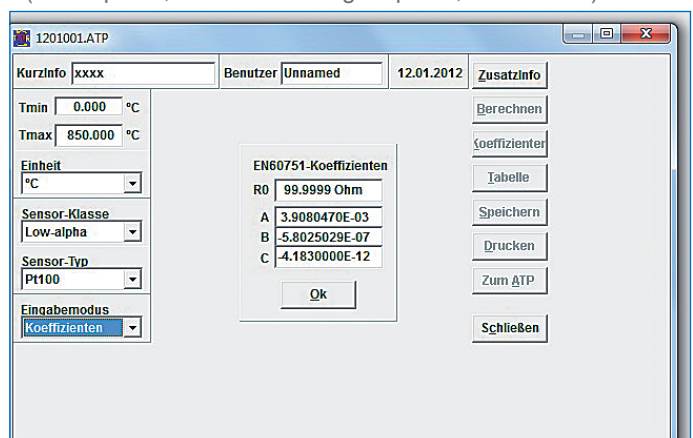 1201001.ATP
Kurzinfo xxxx Benutzer Unnamed 12.01.2012 Zusatzinfo
Tmin 0.000 °C
Tmax 850.000 °C
Einheit
°C
Sensor-Klasse
Low-alpha
Sensor-Typ
Pt100
Eingabemodus
Koeffizienten
EN60751-Koeffizienten
R0 99.9999 Ohm
A 3.9080470E-03
B -5.8025029E-07
C -4.1830000E-12
Ok
Berechnen
Koeffizienten
Tabelle
Speichern
Drucken
Zum ATP
Schließen